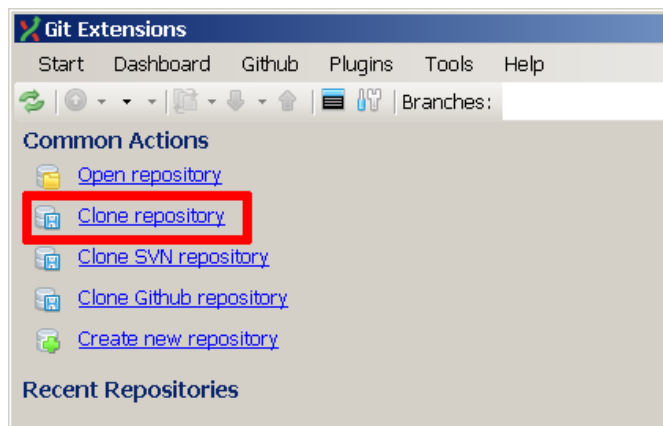 Git Extensions
Start Dashboard Github Plugins Tools Help
Branches:
Common Actions
Open repository
Clone repository
Clone SVN repository
Clone Github repository
Create new repository
Recent Repositories